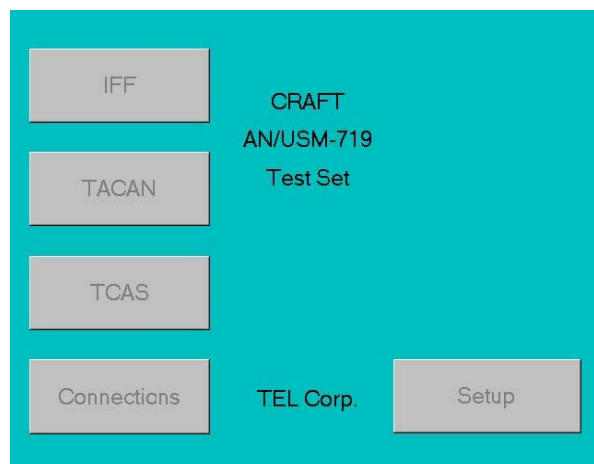 IFF
CRAFT
AN/USM-719
Test Set
TACAN
TCAS
Connections
TEL Corp.
Setup